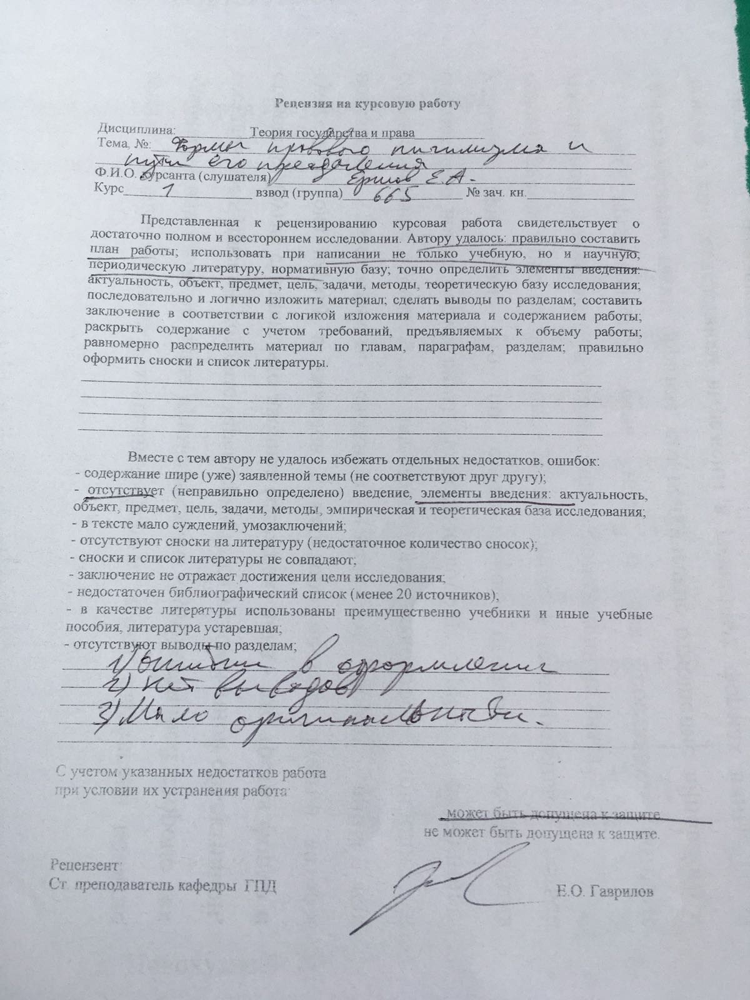 Рецензия на курсовую работу
Дисциплина: Теория государства и права
Тема, №: Формы правового нигилизма и
пути его преодоления
Ф.И.О. курсанта (слушателя) Е.А.
Курс 1 взвод (группа) 665 № зач. кн.
Представленная к рецензированию курсовая работа свидетельствует о
достаточно полном и всестороннем исследовании. Автору удалось: правильно составить
план работы; использовать при написании не только учебную, но и научную,
периодическую литературу, нормативную базу; точно определить элементы введения:
актуальность, объект, предмет, цель, задачи, методы, теоретическую базу исследования;
последовательно и логично изложить материал; сделать выводы по разделам; составить
заключение в соответствии с логикой изложения материала и содержанием работы;
раскрыть содержание с учетом требований, предъявляемых к объему работы;
равномерно распределить материал по главам, параграфам, разделам; правильно
оформить сноски и список литературы.
Вместе с тем автору не удалось избежать отдельных недостатков, ошибок:
- содержание шире (уже) заявленной темы (не соответствуют друг другу);
- отсутствует (неправильно определено) введение, элементы введения: актуальность,
объект, предмет, цель, задачи, методы, эмпирическая и теоретическая база исследования;
- в тексте мало суждений, умозаключений;
- отсутствуют сноски на литературу (недостаточное количество сносок);
- сноски и список литературы не совпадают;
- заключение не отражает достижения цели исследования;
- недостаточен библиографический список (менее 20 источников);
- в качестве литературы использованы преимущественно учебники и иные учебные
пособия, литература устаревшая;
- отсутствуют выводы по разделам;
1) Ошибки в оформлении
2) Нет выводов
3) Мало оригинальности.
С учетом указанных недостатков работа
при условии их устранения работа:
может быть допущена к защите
не может быть допущена к защите.
Рецензент:
Ст. преподаватель кафедры ГПД Е.О. Гаврилов